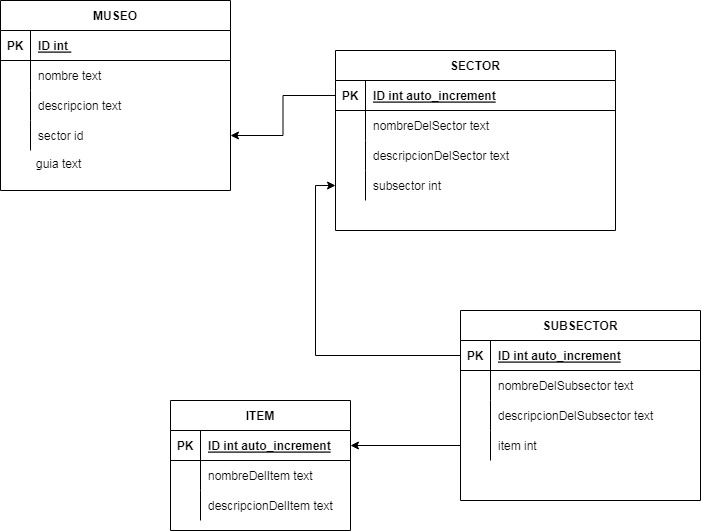 MUSEO
PK ID int
nombre text
descripcion text
sector id
guia text
SECTOR
PK ID int auto_increment
nombreDelSector text
descripcionDelSector text
subsector int
SUBSECTOR
PK ID int auto_increment
nombreDelSubsector text
descripcionDelSubsector text
item int
ITEM
PK ID int auto_increment
nombreDelItem text
descripcionDelItem text